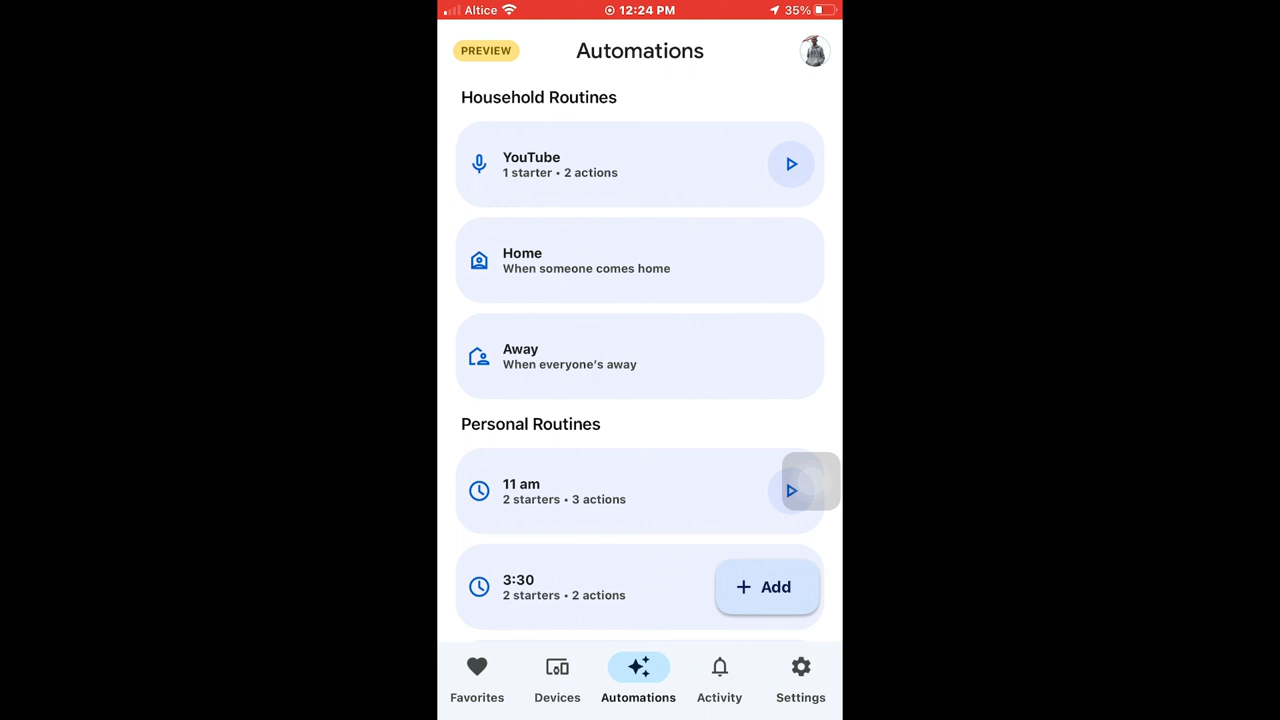 Altice 12:24 PM 35%
PREVIEW Automations
Household Routines
YouTube
1 starter • 2 actions
Home
When someone comes home
Away
When everyone's away
Personal Routines
11 am
2 starters • 3 actions
3:30
2 starters • 2 actions
+ Add
Favorites Devices Automations Activity Settings